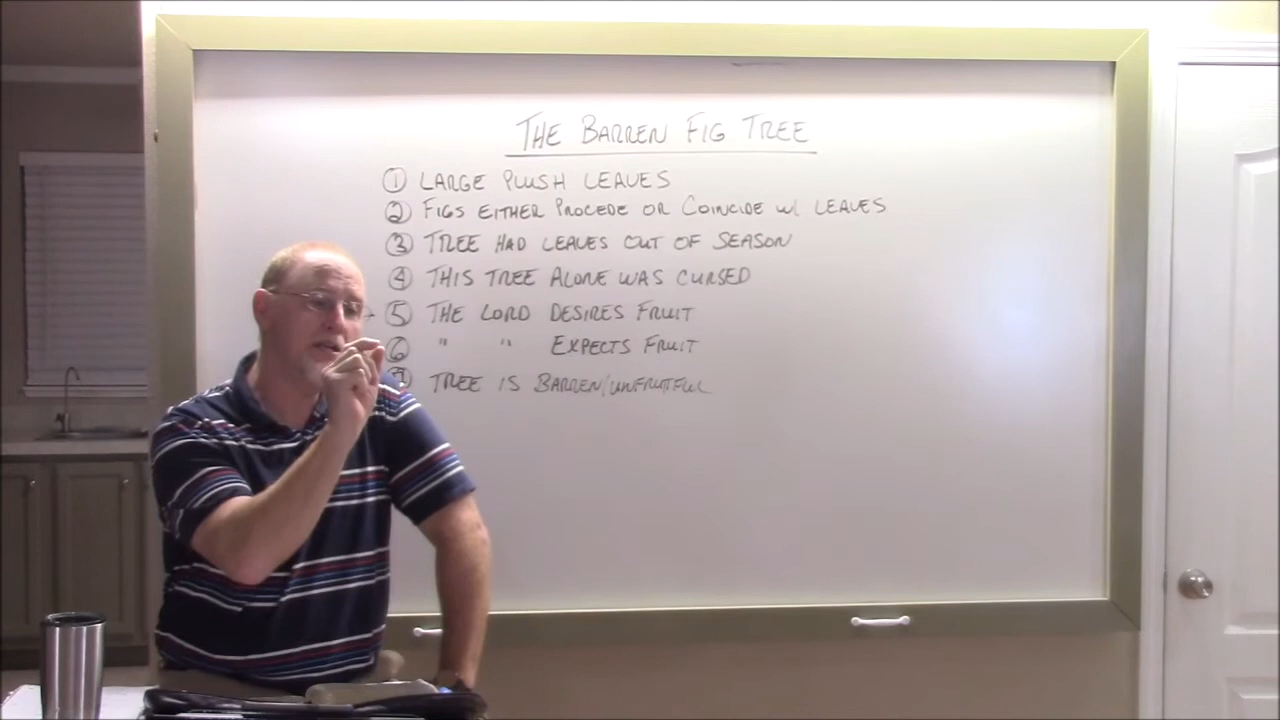 THE BARREN FIG TREE
① LARGE PLUSH LEAVES
② FIGS EITHER PROCEDE OR COINCIDE W/ LEAVES
③ TREE HAD LEAVES OUT OF SEASON
④ THIS TREE ALONE WAS CURSED
⑤ THE LORD DESIRES FRUIT
⑥ " " EXPECTS FRUIT
⑦ TREE IS BARREN/UNFRUTFUL